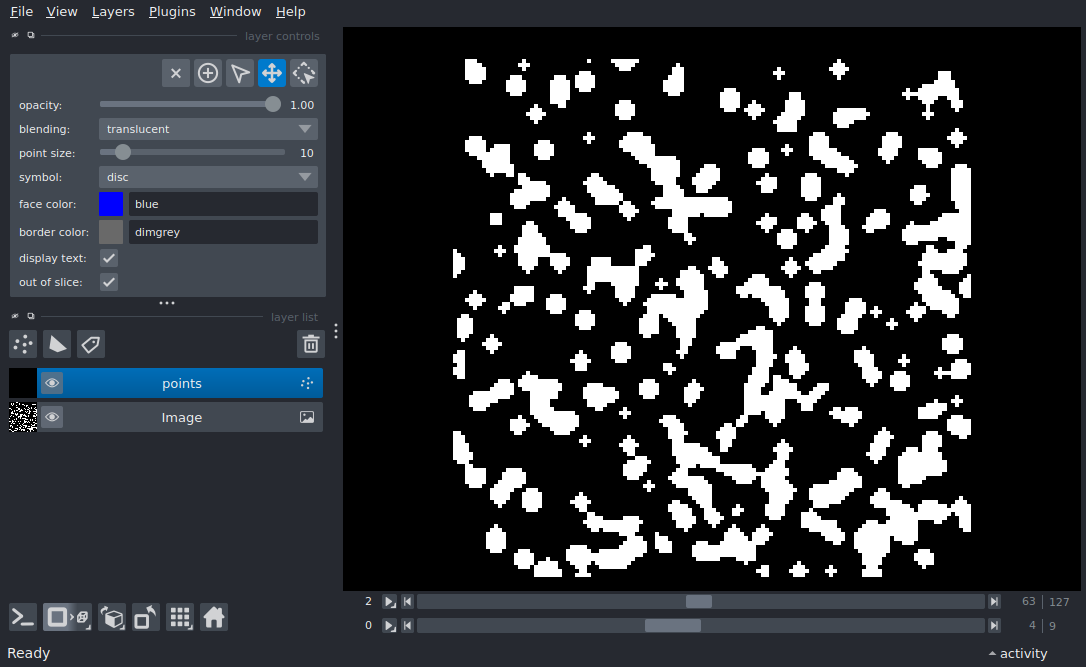 File View Layers Plugins Window Help
layer controls
opacity: 1.00
blending: translucent
point size: 10
symbol: disc
face color: blue
border color: dimgrey
display text:
out of slice:
layer list
points
Image
2 63 | 127
0 4 | 9
Ready activity